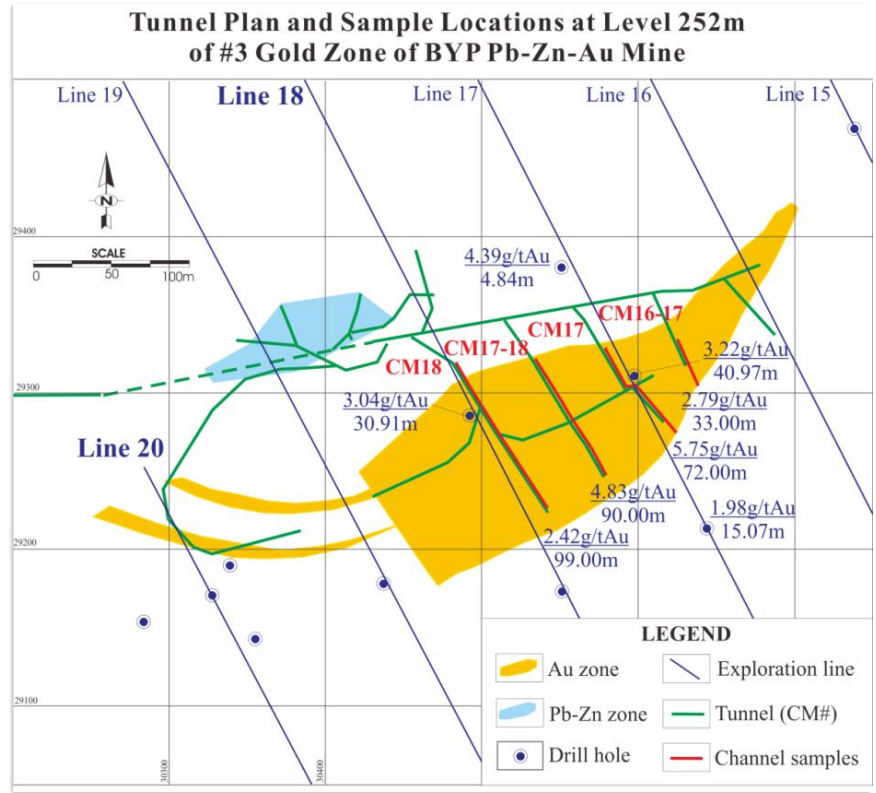 Tunnel Plan and Sample Locations at Level 252m
of #3 Gold Zone of BYP Pb-Zn-Au Mine
Line 19
Line 18
Line 17
Line 16
Line 15
N
SCALE
0 50 100m
29400
4.39g/tAu
4.84m
CM16-17
CM17
CM17-18
CM18
3.22g/tAu
40.97m
29300
3.04g/tAu
30.91m
2.79g/tAu
33.00m
Line 20
5.75g/tAu
72.00m
4.83g/tAu
90.00m
1.98g/tAu
15.07m
2.42g/tAu
99.00m
29200
LEGEND
Au zone
Exploration line
Pb-Zn zone
Tunnel (CM#)
Drill hole
Channel samples
29100
30300
30400